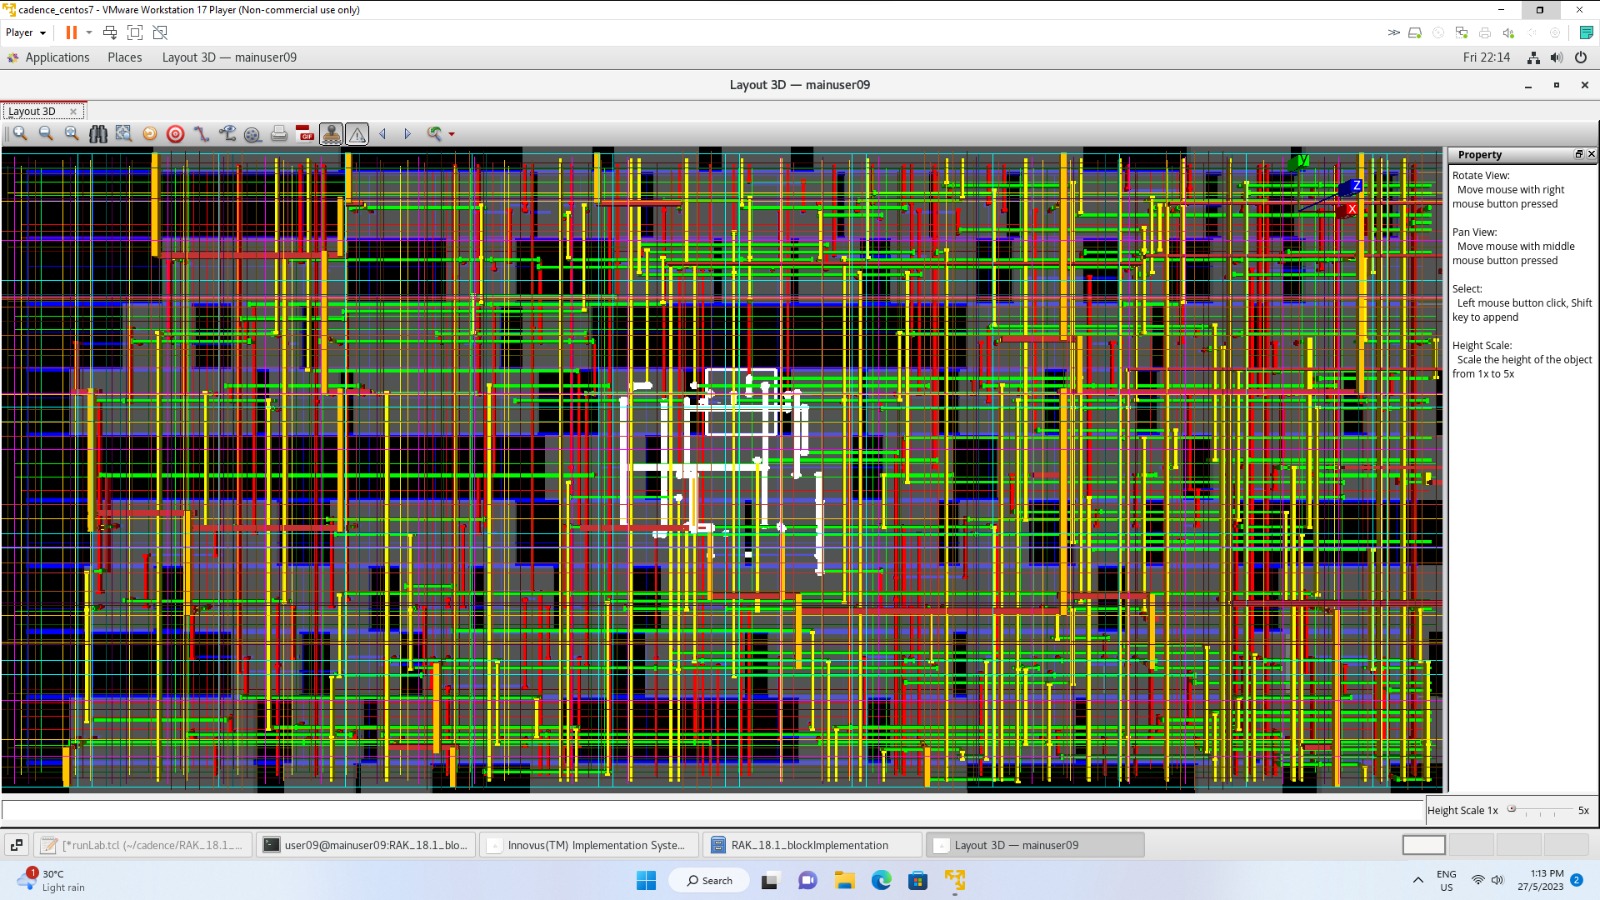 cadence_centos7 - VMware Workstation 17 Player (Non-commercial use only)
Player
Applications Places Layout 3D — mainuser09 Fri 22:14
Layout 3D — mainuser09
Layout 3D
GIF
Property
Rotate View:
Move mouse with right
mouse button pressed
Pan View:
Move mouse with middle
mouse button pressed
Select:
Left mouse button click, Shift
key to append
Height Scale:
Scale the height of the object
from 1x to 5x
Y
Z
X
Height Scale 1x 5x
[*runLab.tcl (~/cadence/RAK_18.1_...
user09@mainuser09:RAK_18.1_blo...
Innovus(TM) Implementation Syste...
RAK_18.1_blockImplementation
Layout 3D — mainuser09
1
30°C
Light rain
Search
ENG
US
1:13 PM
27/5/2023
2